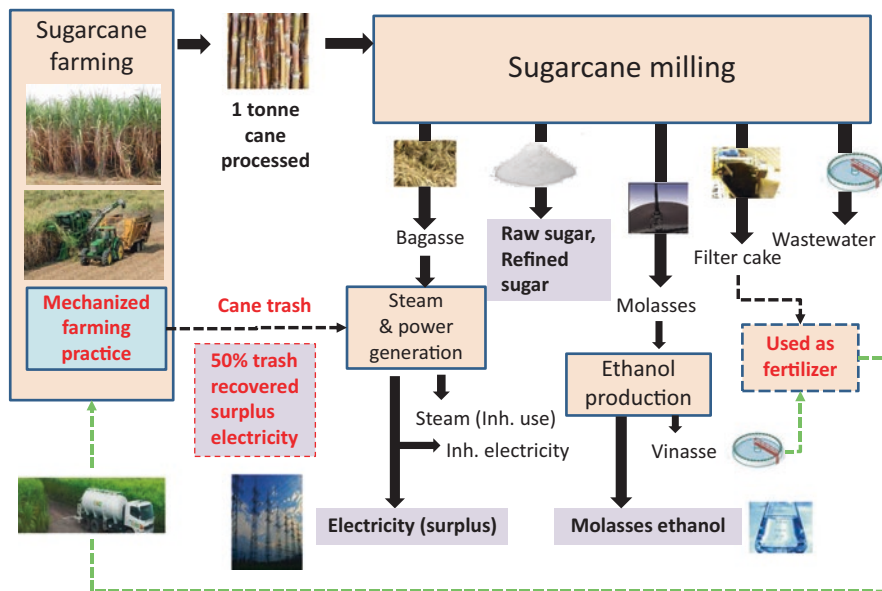 Sugarcane
farming
1 tonne
cane
processed
Sugarcane milling
Bagasse
Raw sugar,
Refined
sugar
Molasses
Filter cake
Wastewater
Mechanized
farming
practice
Cane trash
50% trash
recovered
surplus
electricity
Steam
& power
generation
Steam (Inh. use)
Inh. electricity
Ethanol
production
Vinasse
Used as
fertilizer
Electricity (surplus)
Molasses ethanol